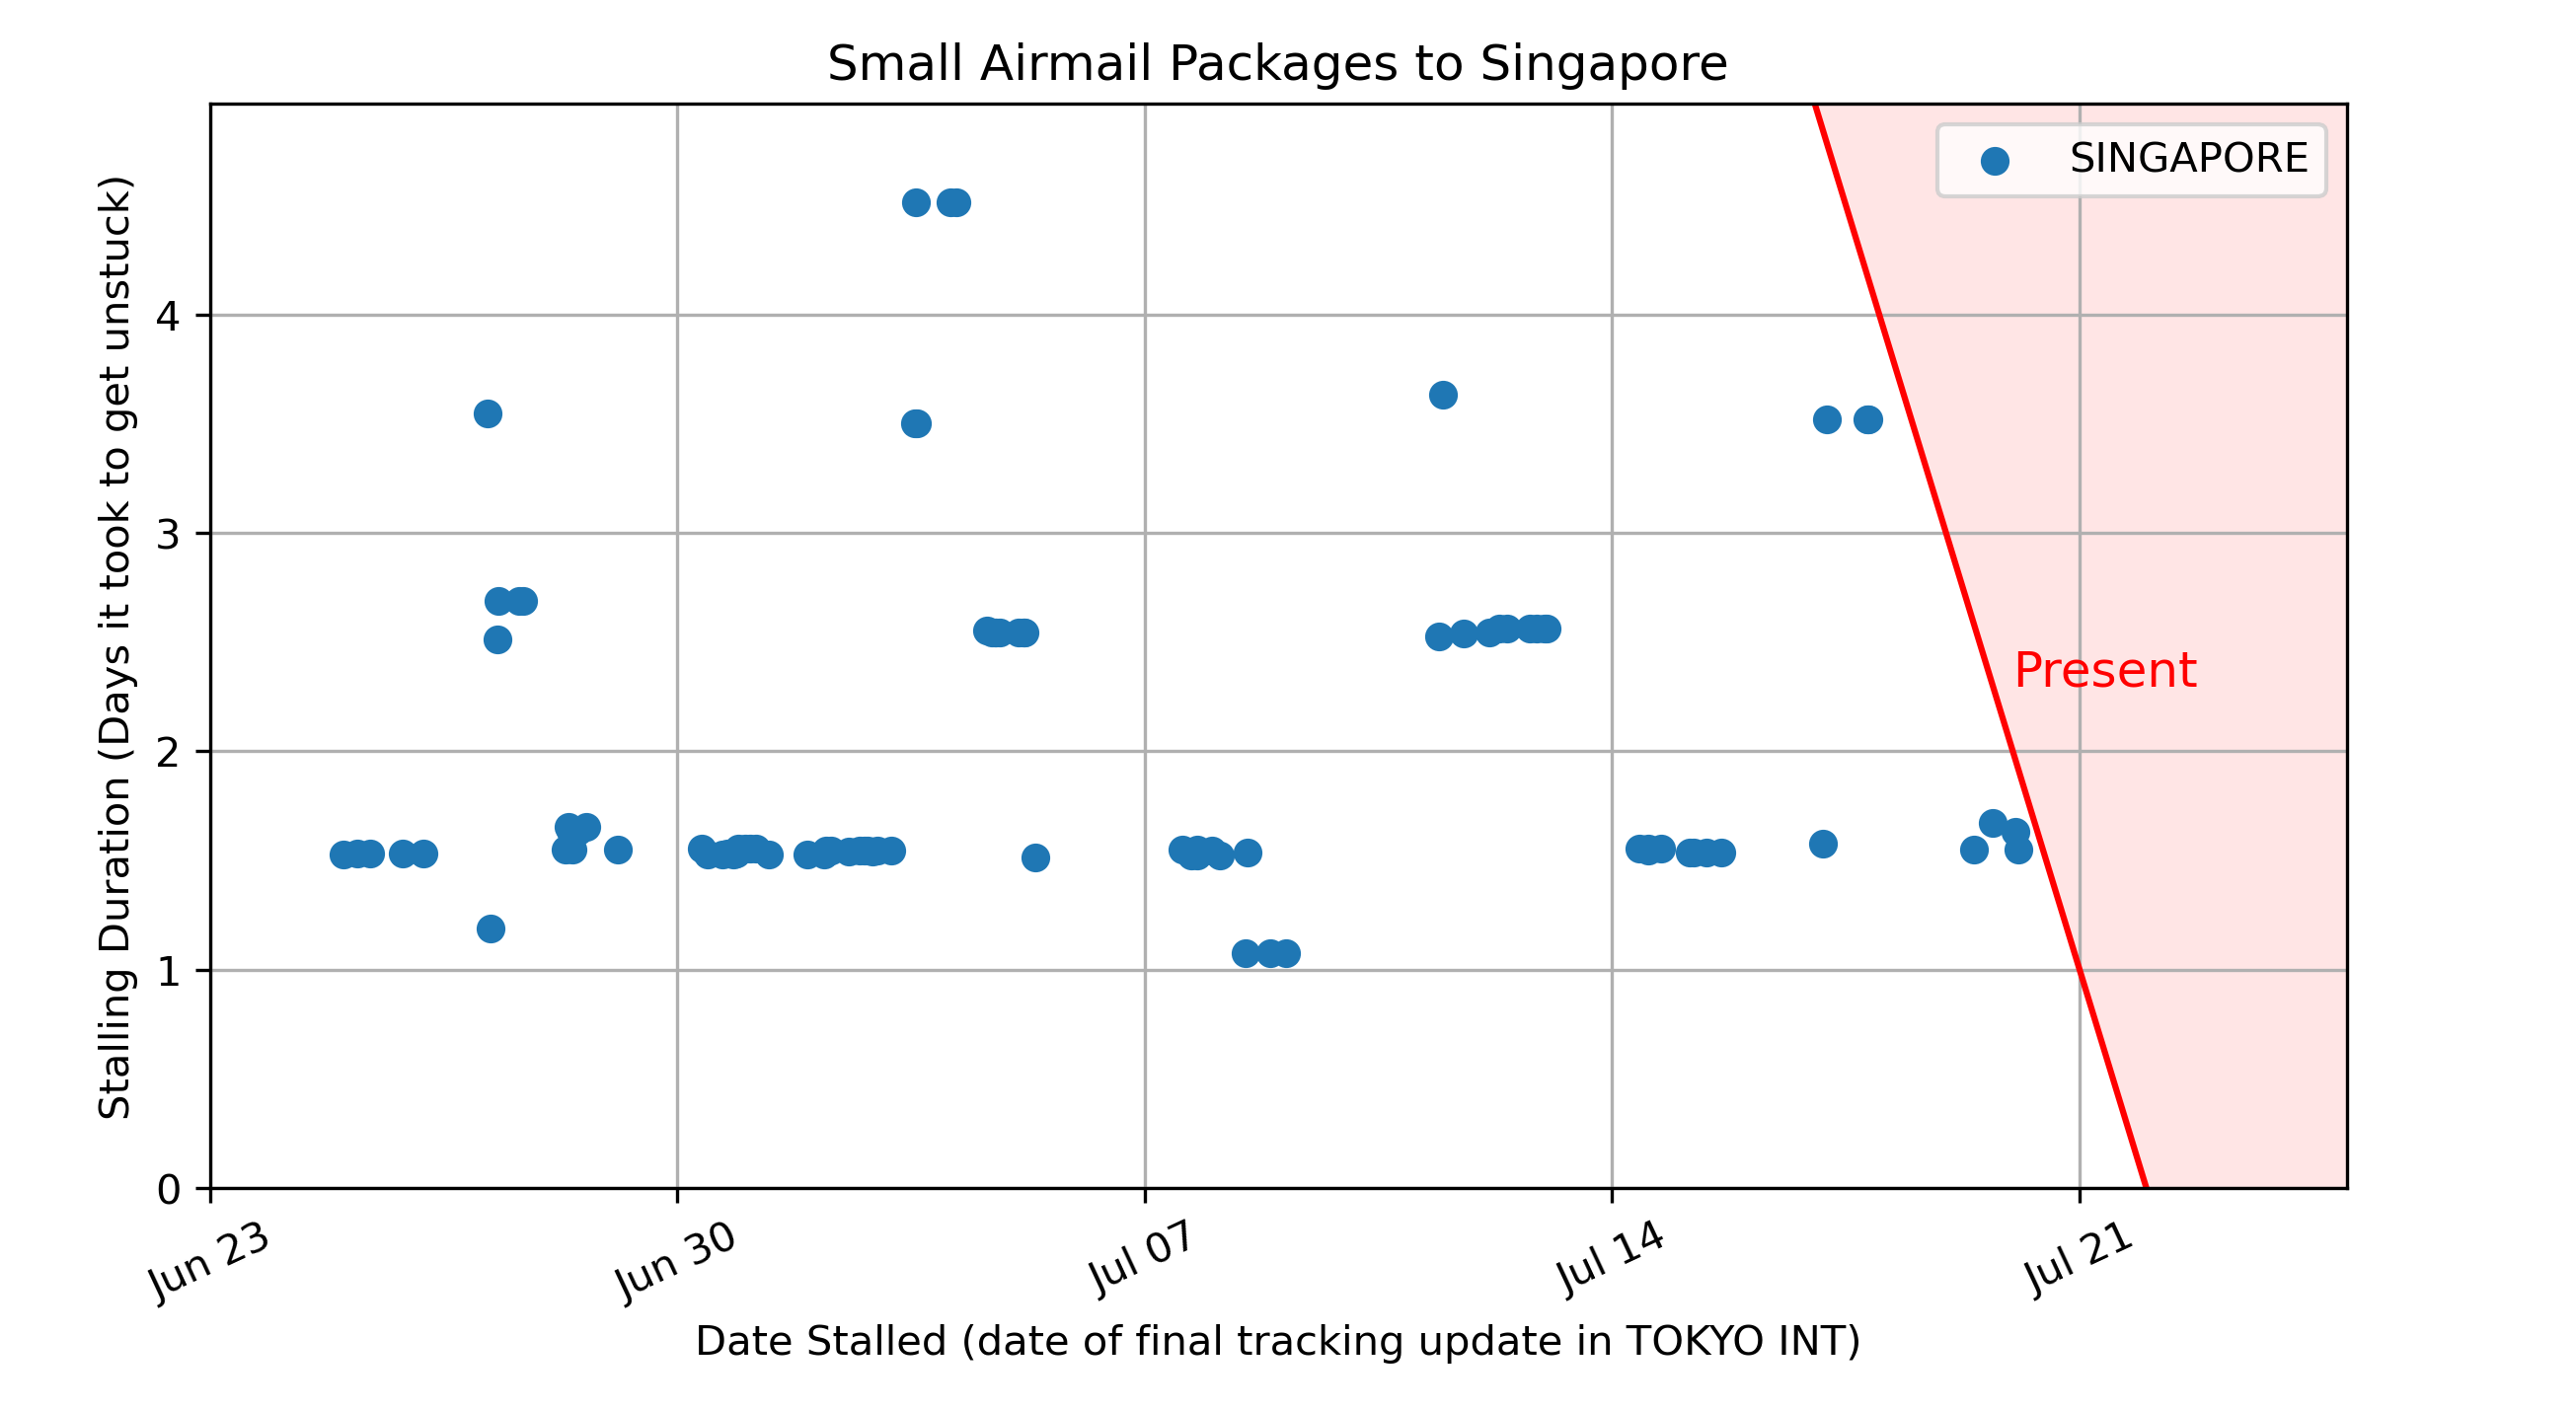 Small Airmail Packages to Singapore
SINGAPORE
Stalling Duration (Days it took to get unstuck)
4
3
2
1
0
Present
Jun 23
Jun 30
Jul 07
Jul 14
Jul 21
Date Stalled (date of final tracking update in TOKYO INT)